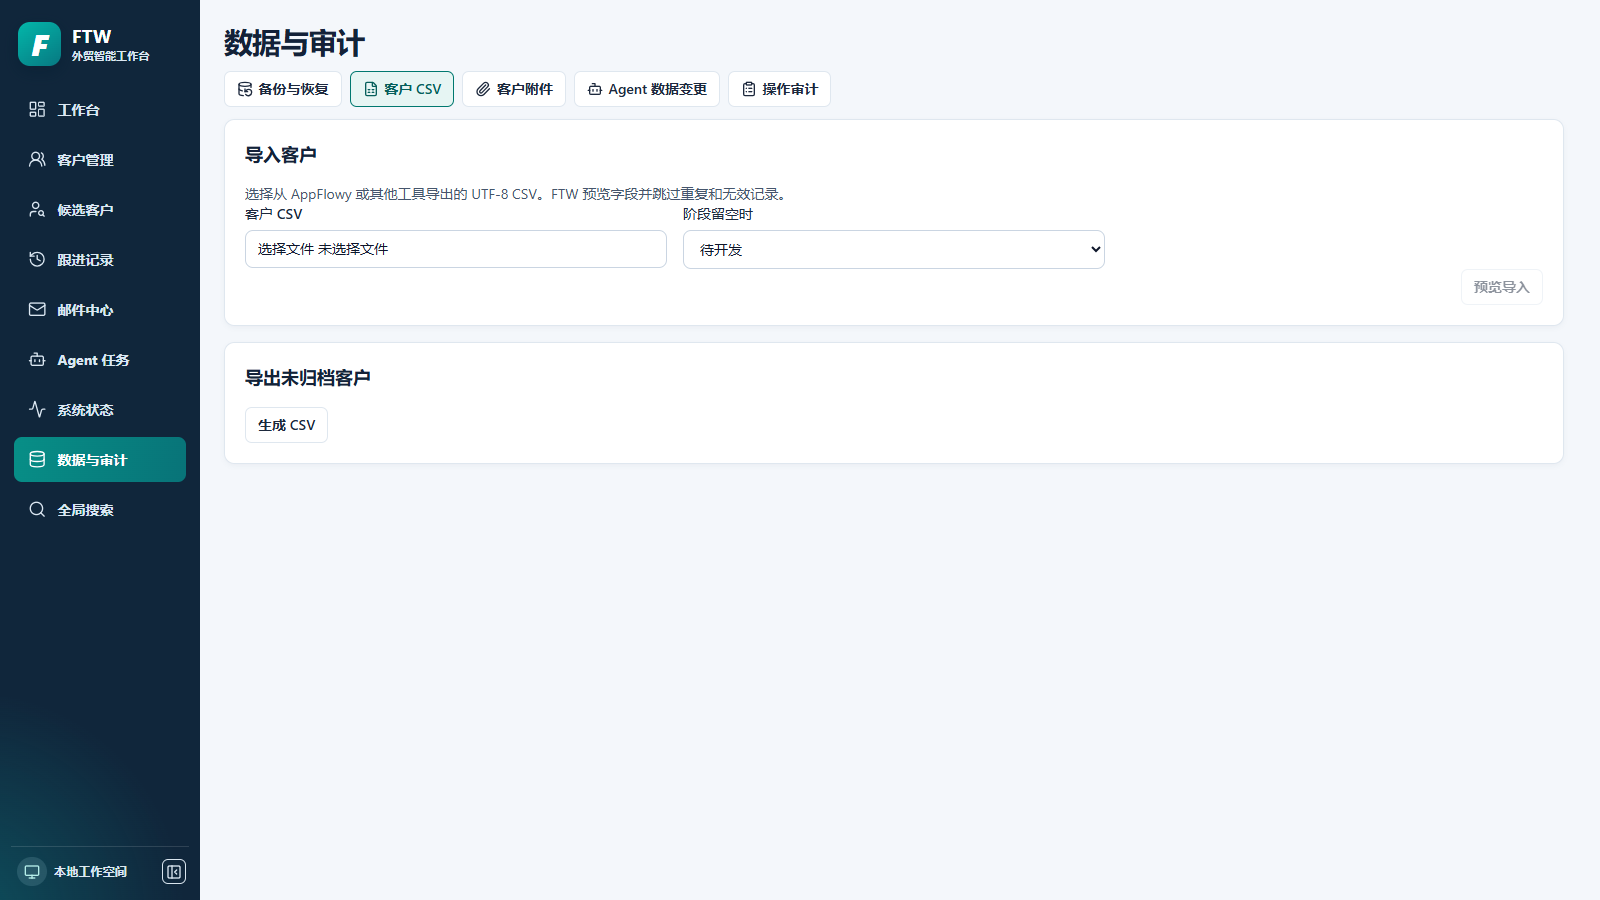 F
FTW
外贸智能工作台
工作台
客户管理
候选客户
跟进记录
邮件中心
Agent 任务
系统状态
数据与审计
全局搜索
本地工作空间
数据与审计
备份与恢复
客户 CSV
客户附件
Agent 数据变更
操作审计
导入客户
选择从 AppFlowy 或其他工具导出的 UTF-8 CSV。FTW 预览字段并跳过重复和无效记录。
客户 CSV
阶段留空时
选择文件 未选择文件
待开发
预览导入
导出未归档客户
生成 CSV